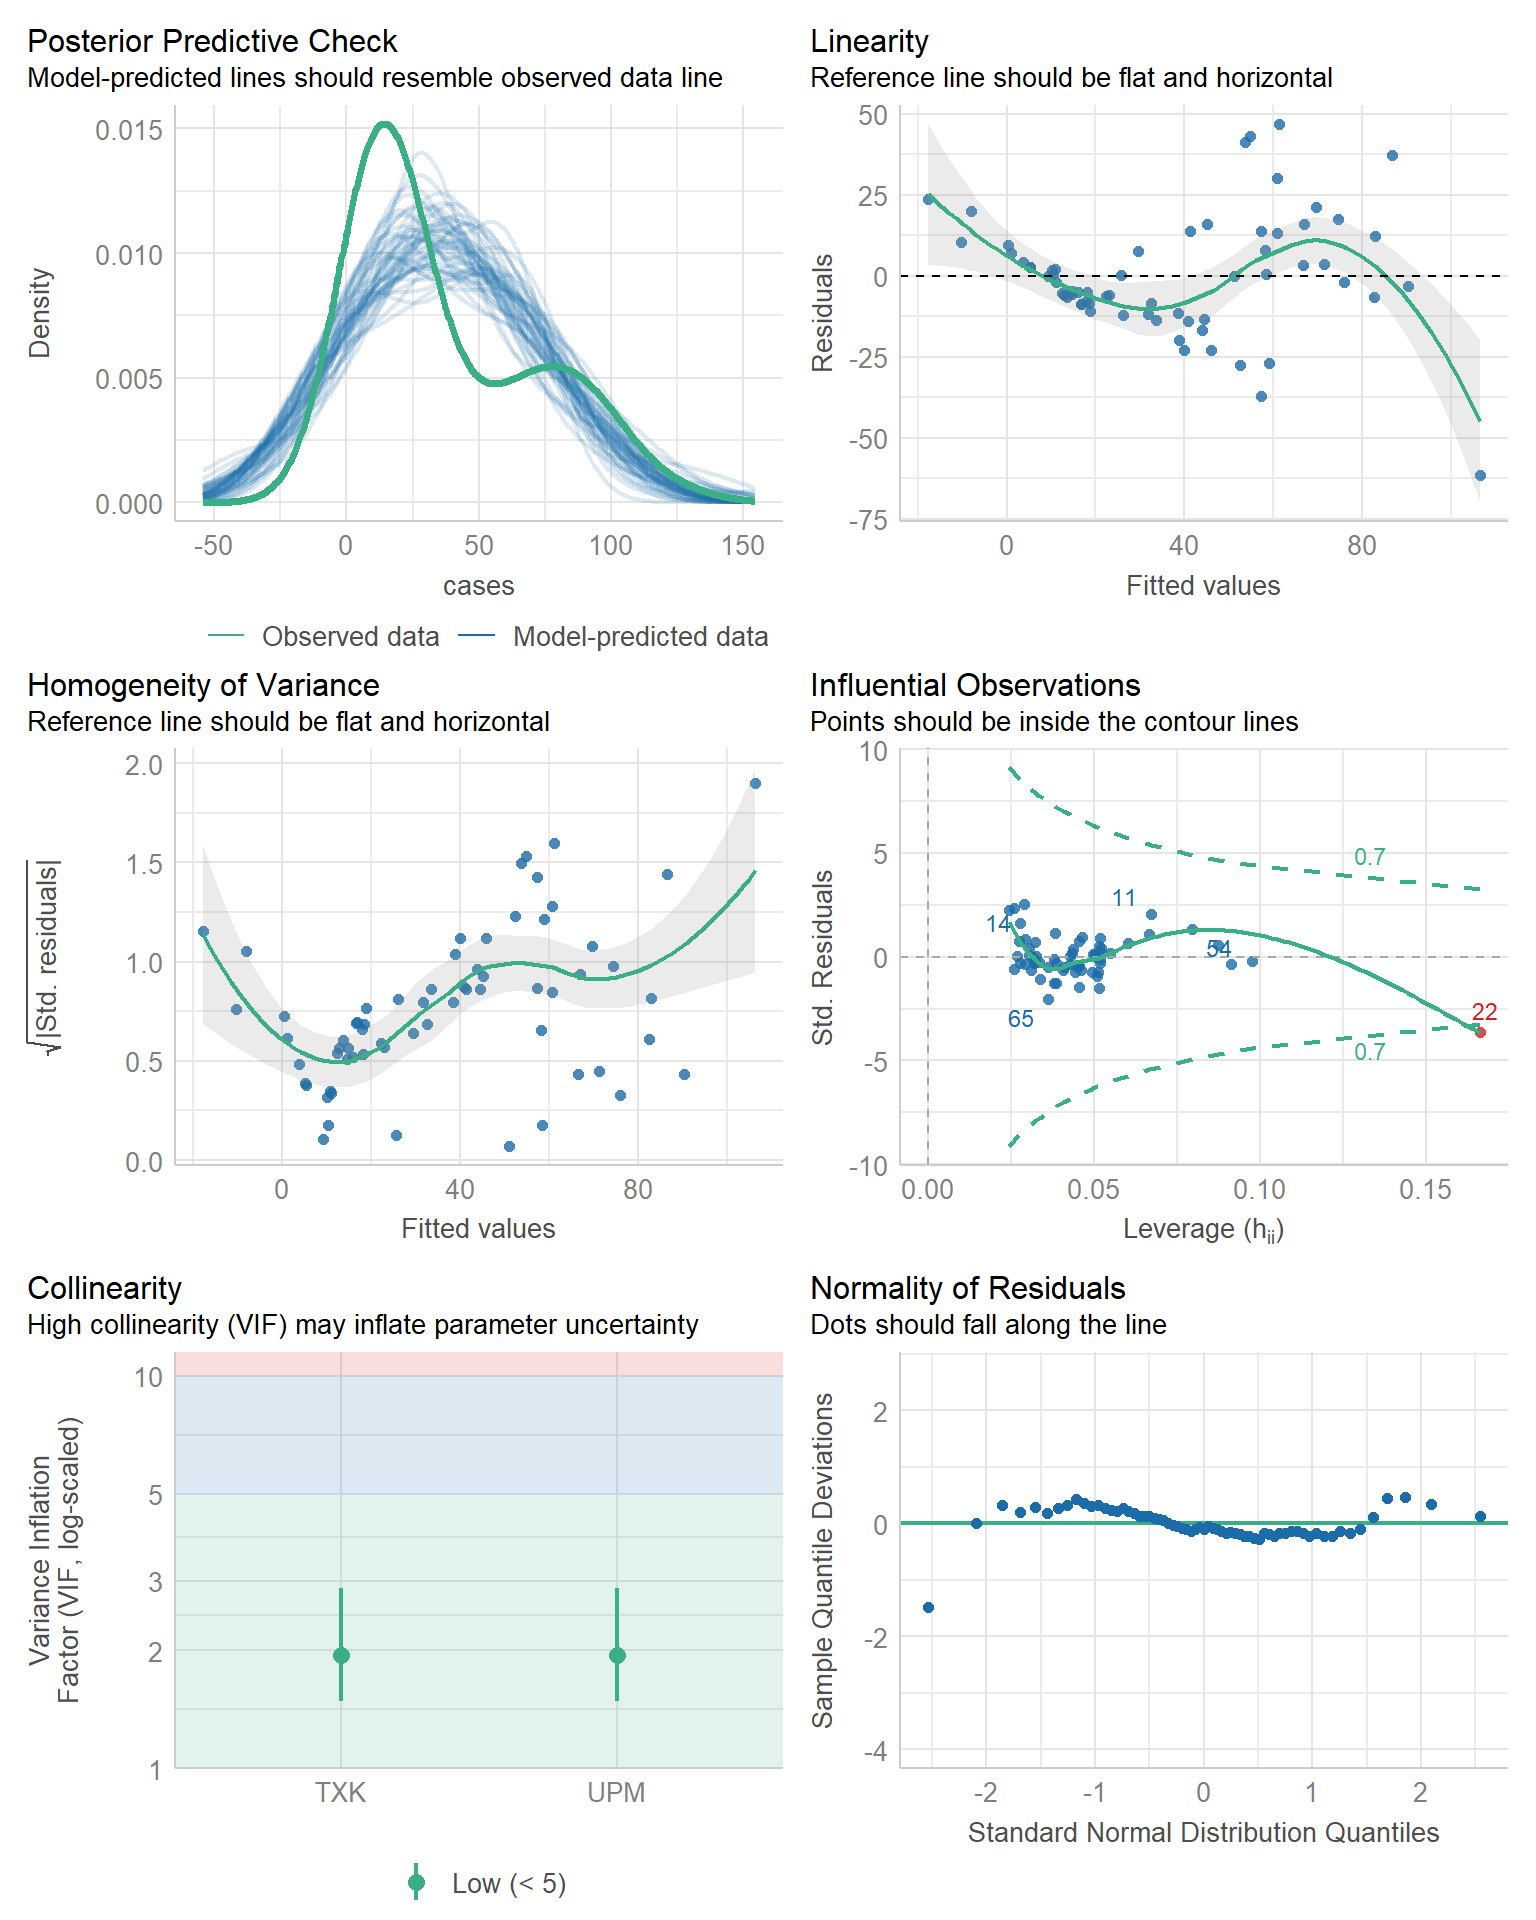 Posterior Predictive Check
Model-predicted lines should resemble observed data line
Density
0.015
0.010
0.005
0.000
-50
0
50
100
150
cases
Observed data
Model-predicted data
Linearity
Reference line should be flat and horizontal
Residuals
50
25
0
-25
-50
-75
0
40
80
Fitted values
Homogeneity of Variance
Reference line should be flat and horizontal
√|Std. residuals|
2.0
1.5
1.0
0.5
0.0
0
40
80
Fitted values
Influential Observations
Points should be inside the contour lines
Std. Residuals
10
5
0
-5
-10
0.7
11
14
54
65
22
0.7
0.00
0.05
0.10
0.15
Leverage (hii)
Collinearity
High collinearity (VIF) may inflate parameter uncertainty
Variance Inflation
Factor (VIF, log-scaled)
10
5
3
2
1
TXK
UPM
Low (< 5)
Normality of Residuals
Dots should fall along the line
Sample Quantile Deviations
2
0
-2
-4
-2
-1
0
1
2
Standard Normal Distribution Quantiles